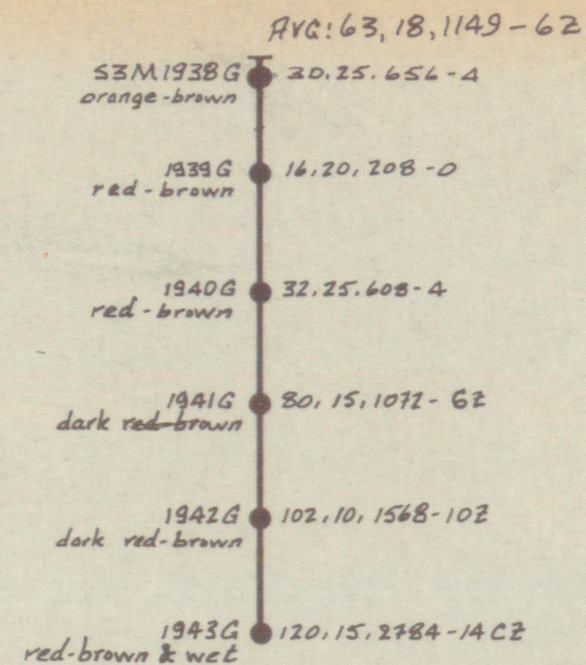 AVG: 63, 18, 1149 - 6Z
S3M1938G 30.25.656-4
orange-brown
1939G 16,20,208-0
red-brown
1940G 32.25.608-4
red-brown
1941G 80,15,1072-6Z
dark red-brown
1942G 102,10,1568-10Z
dark red-brown
1943G 120,15,2784-14CZ
red-brown & wet